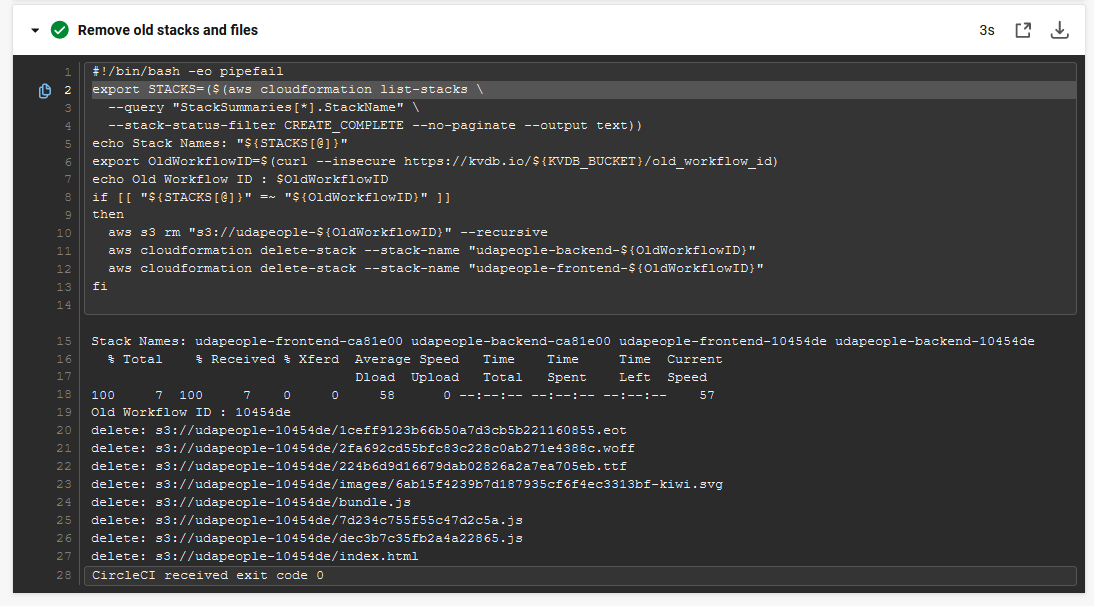 Remove old stacks and files 3s
1 #!/bin/bash -eo pipefail
2 export STACKS=($(aws cloudformation list-stacks \
3   --query "StackSummaries[*].StackName" \
4   --stack-status-filter CREATE_COMPLETE --no-paginate --output text))
5 echo Stack Names: "${STACKS[@]}"
6 export OldWorkflowID=$(curl --insecure https://kvdb.io/${KVDB_BUCKET}/old_workflow_id)
7 echo Old Workflow ID : $OldWorkflowID
8 if [[ "${STACKS[@]}" =~ "${OldWorkflowID}" ]]
9 then
10   aws s3 rm "s3://udapeople-${OldWorkflowID}" --recursive
11   aws cloudformation delete-stack --stack-name "udapeople-backend-${OldWorkflowID}"
12   aws cloudformation delete-stack --stack-name "udapeople-frontend-${OldWorkflowID}"
13 fi
14
15 Stack Names: udapeople-frontend-ca81e00 udapeople-backend-ca81e00 udapeople-frontend-10454de udapeople-backend-10454de
16   % Total    % Received % Xferd  Average Speed   Time    Time     Time  Current
17                                  Dload  Upload   Total   Spent    Left  Speed
18 100     7  100     7    0     0     58      0 --:--:-- --:--:-- --:--:--    57
19 Old Workflow ID : 10454de
20 delete: s3://udapeople-10454de/1ceff9123b66b50a7d3cb5b221160855.eot
21 delete: s3://udapeople-10454de/2fa692cd55bfc83c228c0ab271e4388c.woff
22 delete: s3://udapeople-10454de/224b6d9d16679dab02826a2a7ea705eb.ttf
23 delete: s3://udapeople-10454de/images/6ab15f4239b7d187935cf6f4ec3313bf-kiwi.svg
24 delete: s3://udapeople-10454de/bundle.js
25 delete: s3://udapeople-10454de/7d234c755f55c47d2c5a.js
26 delete: s3://udapeople-10454de/dec3b7c35fb2a4a22865.js
27 delete: s3://udapeople-10454de/index.html
28 CircleCI received exit code 0